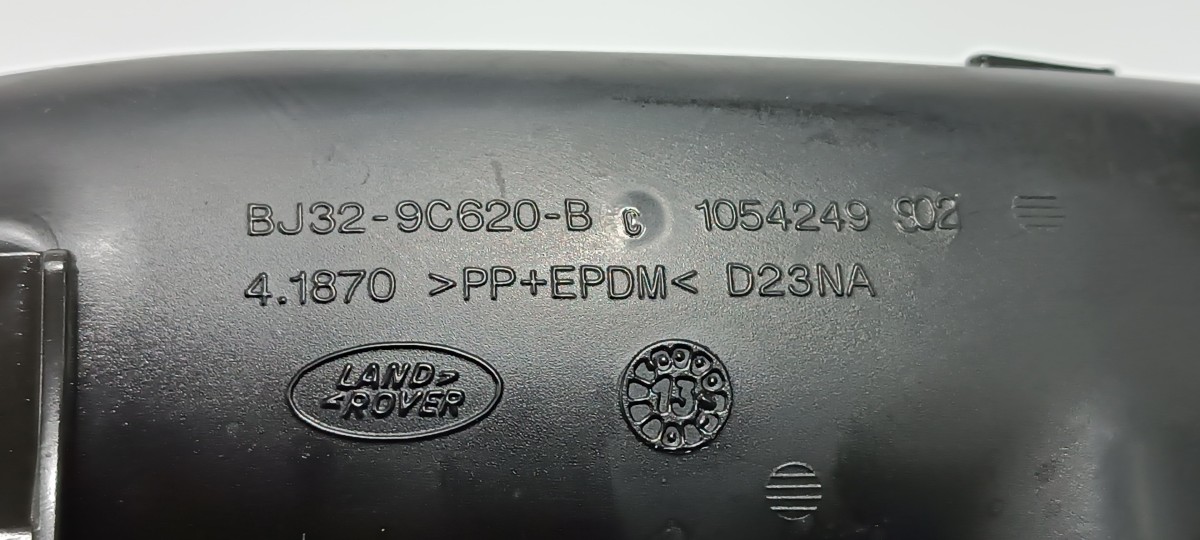 BJ32-9C620-B C 1054249 S02
4.1870 >PP+EPDM< D23NA
LAND>
<ROVER
13